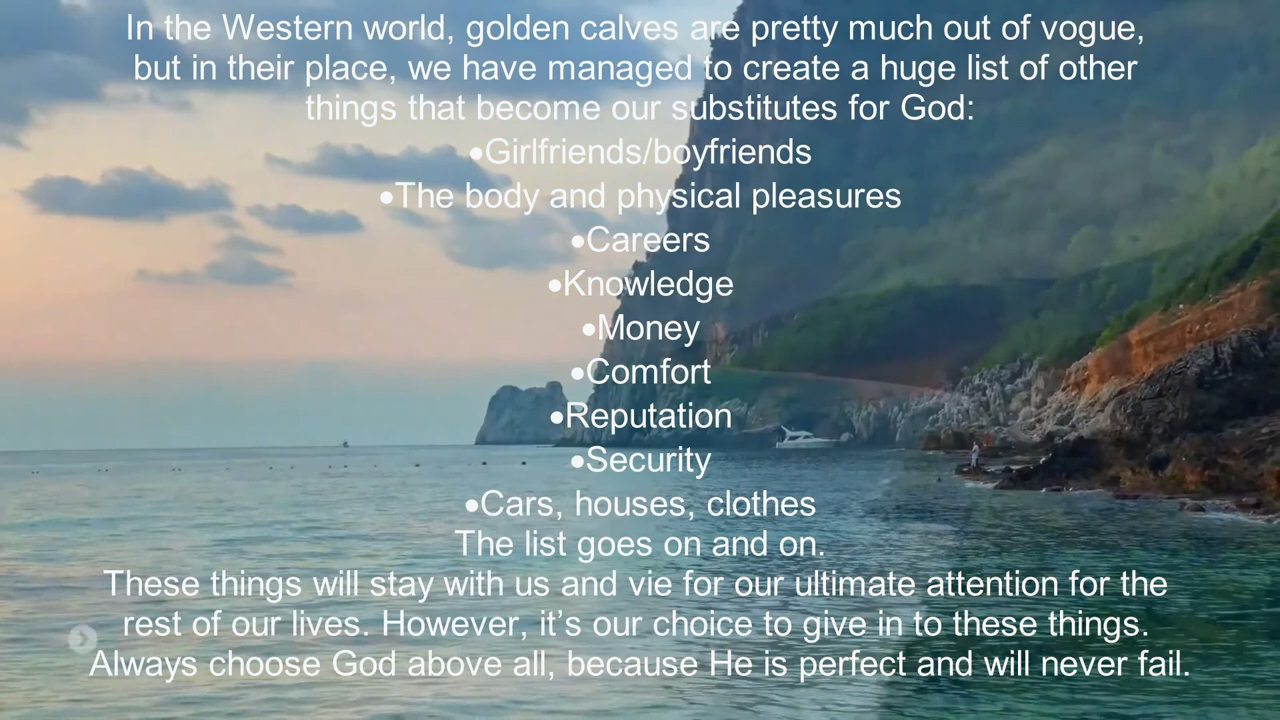 In the Western world, golden calves are pretty much out of vogue,
but in their place, we have managed to create a huge list of other
things that become our substitutes for God:
•Girlfriends/boyfriends
•The body and physical pleasures
•Careers
•Knowledge
•Money
•Comfort
•Reputation
•Security
•Cars, houses, clothes
The list goes on and on.
These things will stay with us and vie for our ultimate attention for the
rest of our lives. However, it’s our choice to give in to these things.
Always choose God above all, because He is perfect and will never fail.